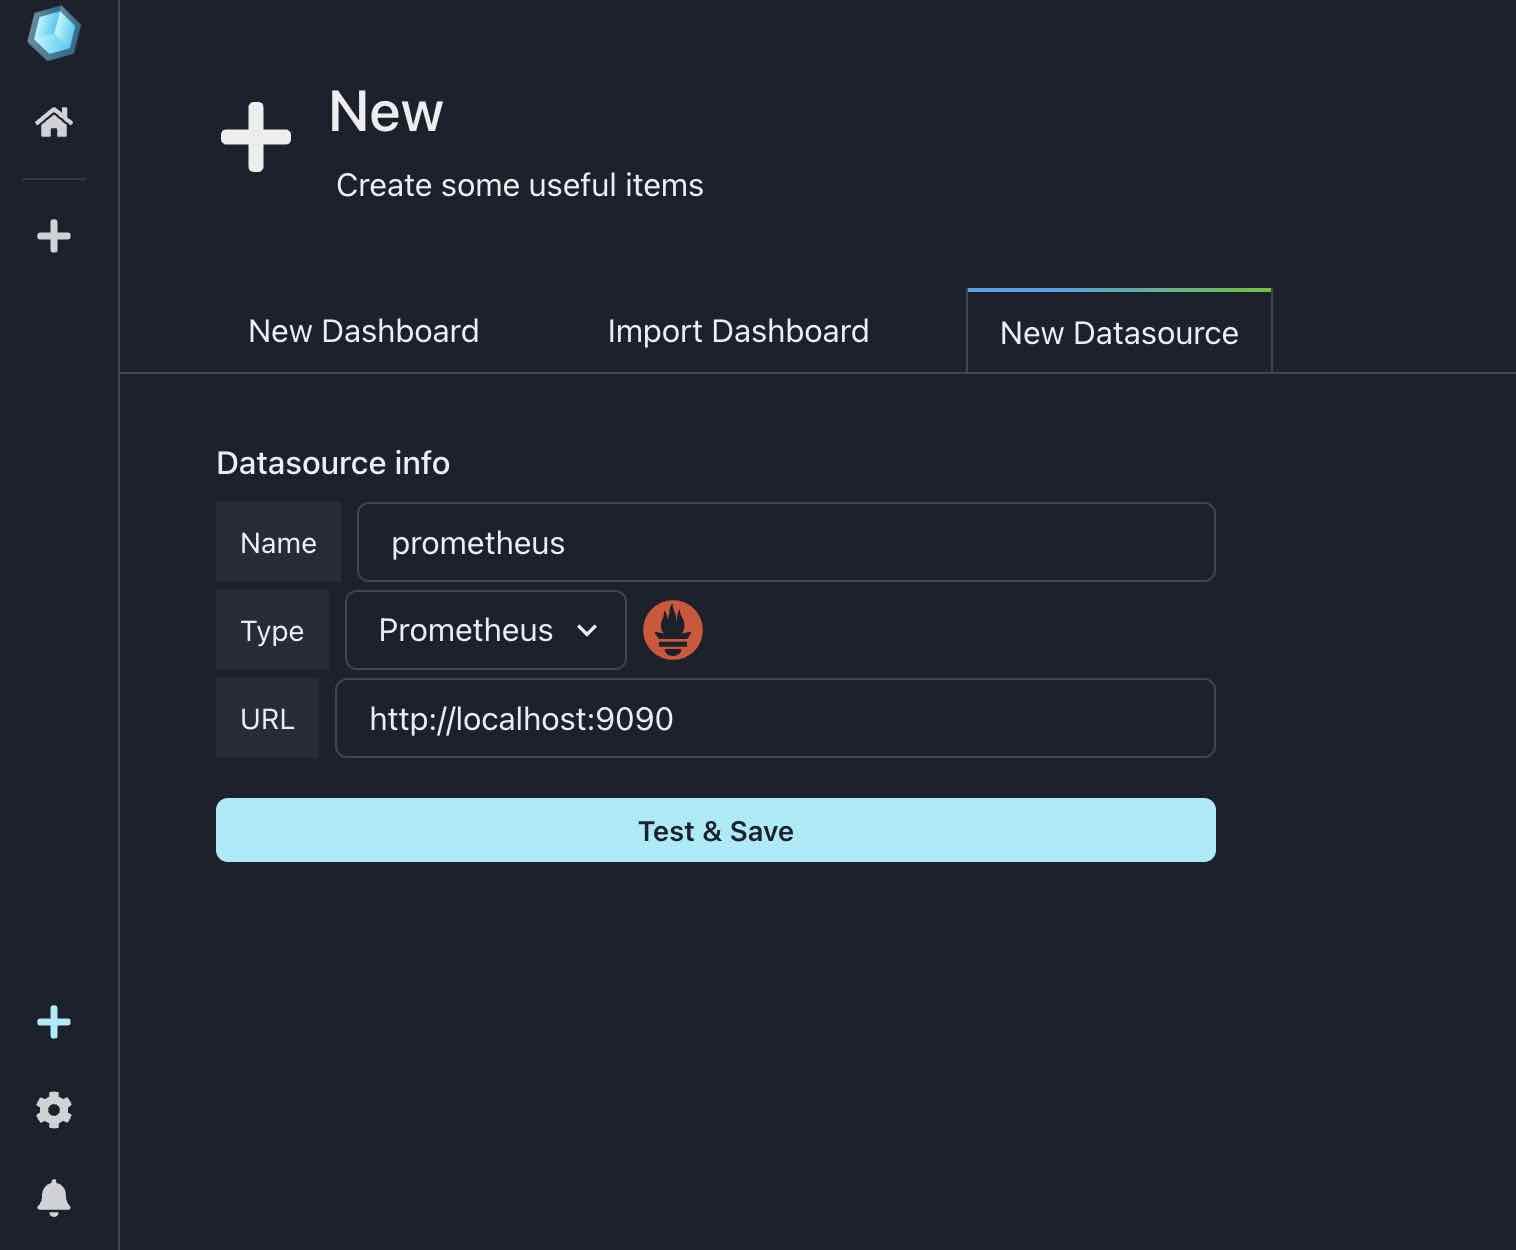 New
Create some useful items
New Dashboard Import Dashboard New Datasource
Datasource info
Name prometheus
Type Prometheus
URL http://localhost:9090
Test & Save